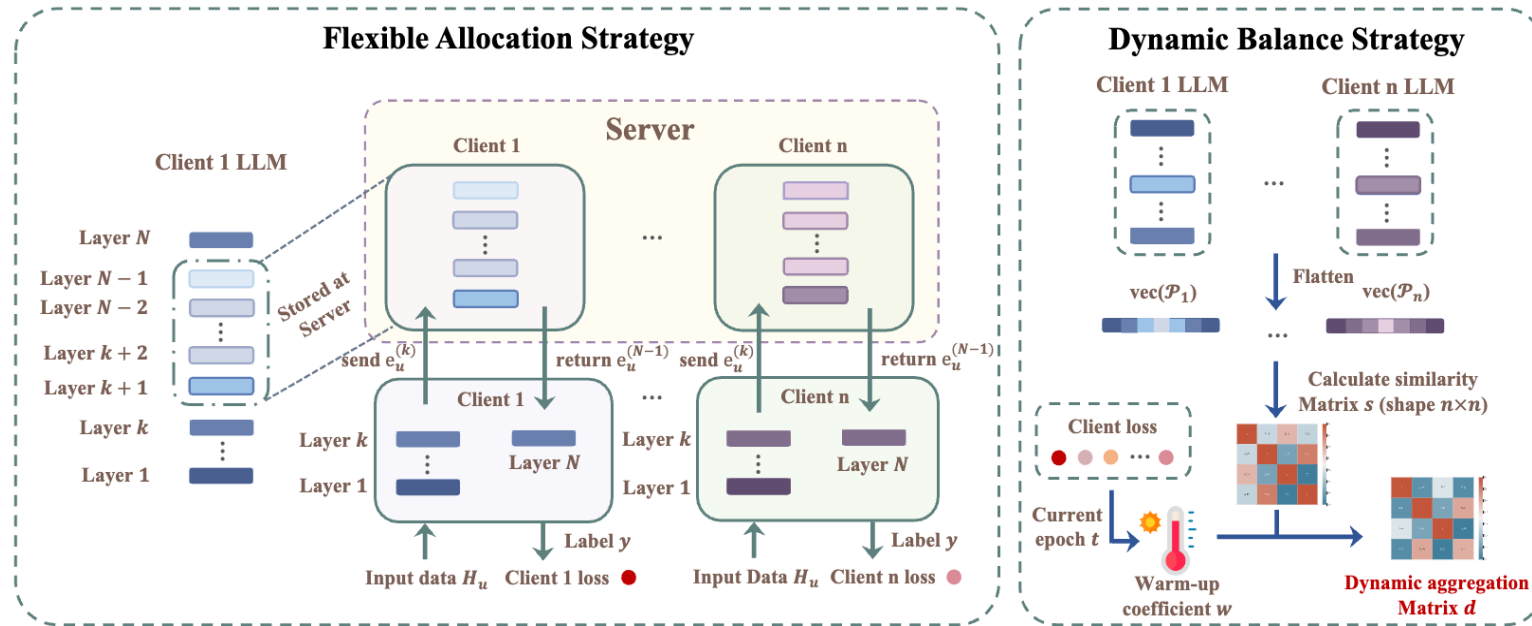 Flexible Allocation Strategy
Server
Client 1 LLM
Client 1
Client n
...
Layer N
Layer N − 1
Layer N − 2
Layer k + 2
Layer k + 1
Layer k
Layer 1
Stored at
Server
send e_u^(k)
return e_u^(N−1)
send e_u^(k)
return e_u^(N−1)
Client 1
...
Client n
Layer k
Layer 1
Layer N
Layer k
Layer 1
Layer N
Label y
Label y
Input data H_u
Client 1 loss
Input Data H_u
Client n loss
Dynamic Balance Strategy
Client 1 LLM
Client n LLM
...
Flatten
vec(𝒫_1)
vec(𝒫_n)
...
Calculate similarity
Matrix s (shape n×n)
Client loss
...
Current
epoch t
Warm-up
coefficient w
Dynamic aggregation
Matrix d